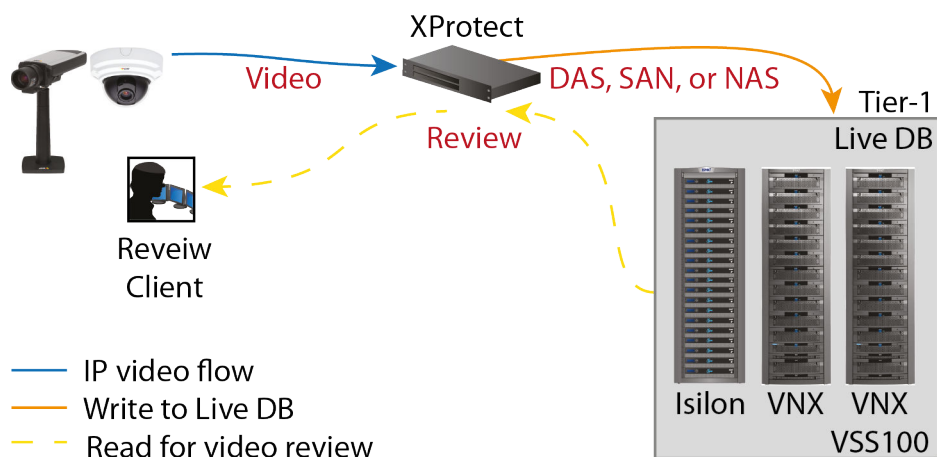 XProtect
Video
DAS, SAN, or NAS
Tier-1
Live DB
Review
Reveiw
Client
Isilon
VNX
VNX
VSS100
IP video flow
Write to Live DB
Read for video review